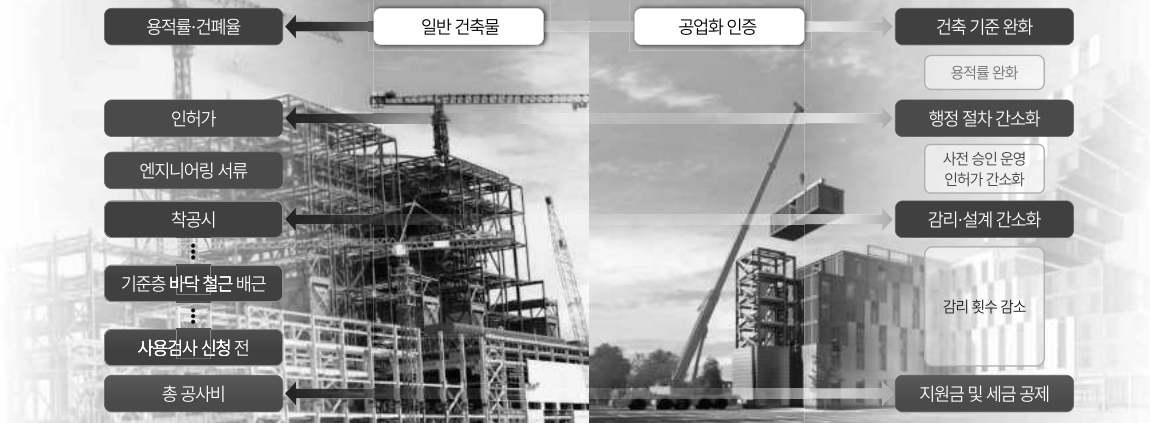 용적률·건폐율
일반 건축물
공업화 인증
건축 기준 완화
용적률 완화
인허가
행정 절차 간소화
엔지니어링 서류
사전 승인 운영
인허가 간소화
착공시
감리·설계 간소화
기준층 바닥 철근 배근
감리 횟수 감소
사용검사 신청 전
총 공사비
지원금 및 세금 공제